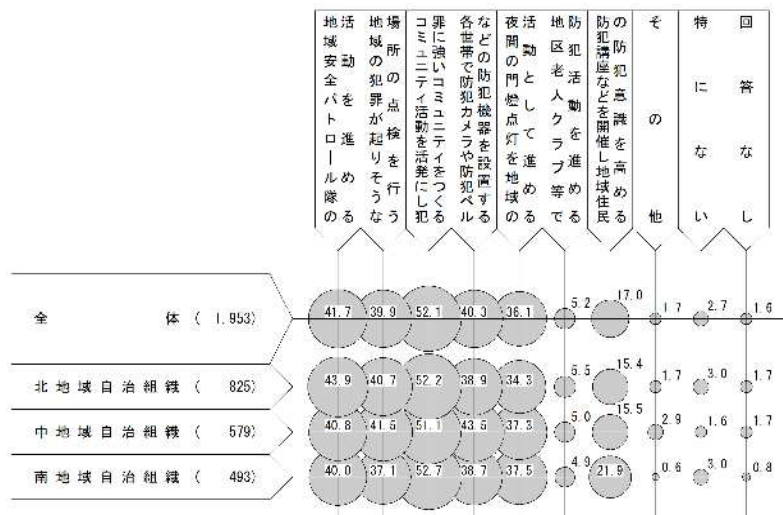 地域安全パトロール隊の
活動を進める
地域の犯罪が起りそうな
場所の点検を行う
コミュニティ活動を活発にし犯
罪に強いコミュニティをつくる
各世帯で防犯カメラや防犯ベル
などの防犯機器を設置する
夜間の門燈点灯を地域の
活動として進める
地区老人クラブ等で
防犯活動を進める
防犯講座などを開催し地域住民
の防犯意識を高める
その他
特にない
回答なし
全体 ( 1,953) 41.7 39.9 52.1 40.3 36.1 5.2 17.0 1.7 2.7 1.6
北地域自治組織 ( 825) 43.9 40.7 52.2 38.9 34.3 5.5 15.4 1.7 3.0 1.7
中地域自治組織 ( 579) 40.8 41.5 51.1 43.5 37.3 5.0 15.5 2.9 1.6 1.7
南地域自治組織 ( 493) 40.0 37.1 52.7 38.7 37.5 4.9 21.9 0.6 3.0 0.8